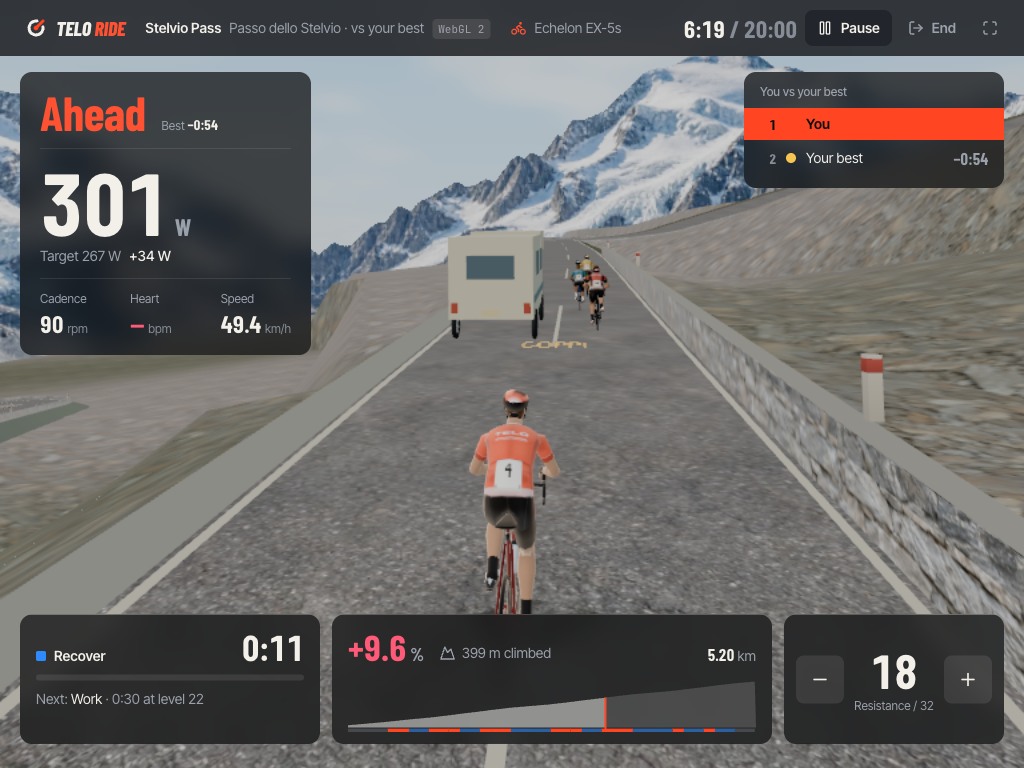 TELO RIDE
Stelvio Pass Passo dello Stelvio · vs your best WebGL 2 Echelon EX-5s
6:19 / 20:00 Pause End
Ahead Best −0:54
301 W
Target 267 W +34 W
Cadence Heart Speed
90 rpm – bpm 49.4 km/h
You vs your best
1 You
2 Your best −0:54
COPPI
TELO
4
Recover 0:11
Next: Work · 0:30 at level 22
+9.6 % 399 m climbed 5.20 km
− 18 +
Resistance / 32